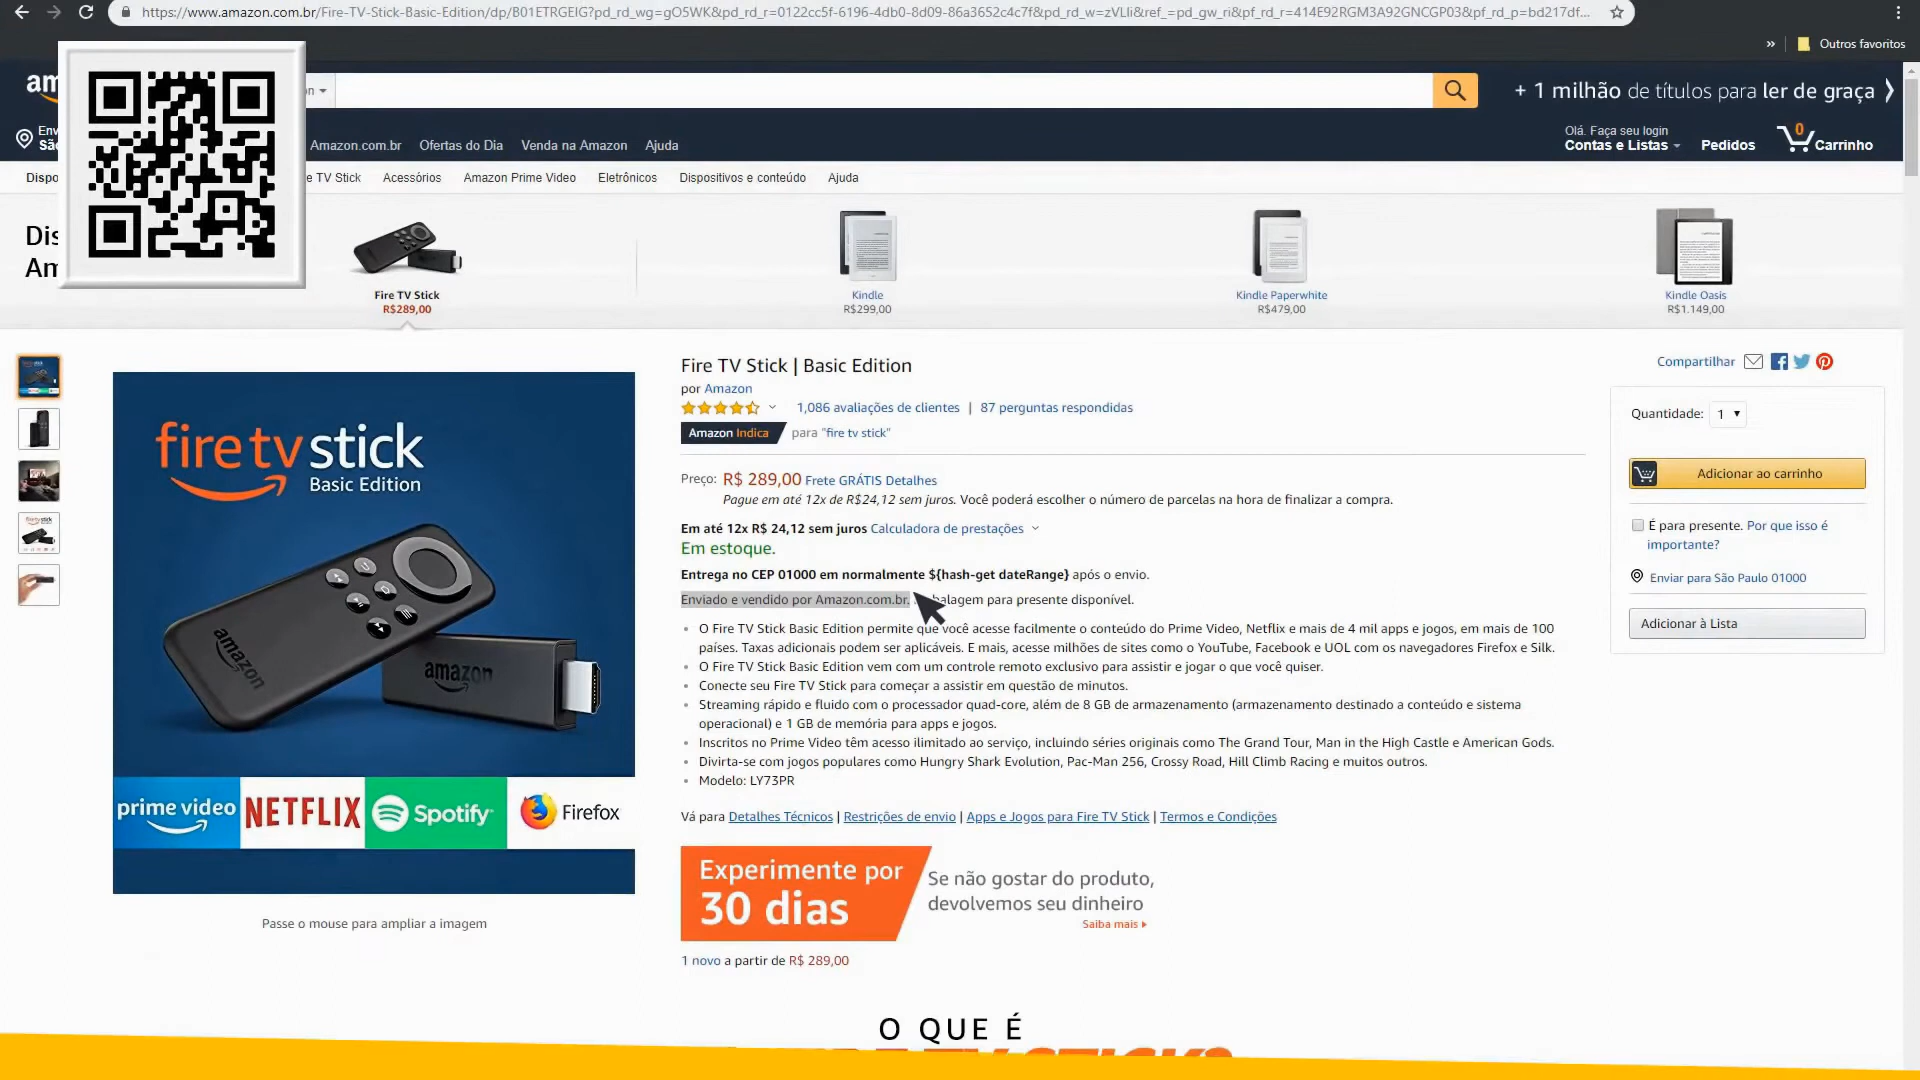 https://www.amazon.com.br/Fire-TV-Stick-Basic-Edition/dp/B01ETRGEIG?pd_rd_wg=gO5WK&pd_rd_r=0122cc5f-6196-4db0-8d09-86a3652c4c7f&pd_rd_w=zVLli&ref_=pd_gw_ri&pf_rd_r=414E92RGM3A92GNCGP03&pf_rd_p=bd217df...
» Outros favoritos
+ 1 milhão de títulos para ler de graça
Amazon.com.br Ofertas do Dia Venda na Amazon Ajuda
Olá. Faça seu login
Contas e Listas Pedidos 0 Carrinho
TV Stick Acessórios Amazon Prime Video Eletrônicos Dispositivos e conteúdo Ajuda
Fire TV Stick
R$289,00
Kindle
R$299,00
Kindle Paperwhite
R$479,00
Kindle Oasis
R$1.149,00
fire tv stick
Basic Edition
amazon
amazon
prime video NETFLIX Spotify Firefox
Passe o mouse para ampliar a imagem
Fire TV Stick | Basic Edition
por Amazon
1,086 avaliações de clientes | 87 perguntas respondidas
Amazon Indica para "fire tv stick"
Preço: R$ 289,00 Frete GRÁTIS Detalhes
Pague em até 12x de R$24,12 sem juros. Você poderá escolher o número de parcelas na hora de finalizar a compra.
Em até 12x R$ 24,12 sem juros Calculadora de prestações
Em estoque.
Entrega no CEP 01000 em normalmente ${hash-get dateRange} após o envio.
Enviado e vendido por Amazon.com.br. para presente disponível.
O Fire TV Stick Basic Edition permite que você acesse facilmente o conteúdo do Prime Video, Netflix e mais de 4 mil apps e jogos, em mais de 100
países. Taxas adicionais podem ser aplicáveis. E mais, acesse milhões de sites como o YouTube, Facebook e UOL com os navegadores Firefox e Silk.
O Fire TV Stick Basic Edition vem com um controle remoto exclusivo para assistir e jogar o que você quiser.
Conecte seu Fire TV Stick para começar a assistir em questão de minutos.
Streaming rápido e fluido com o processador quad-core, além de 8 GB de armazenamento (armazenamento destinado a conteúdo e sistema
operacional) e 1 GB de memória para apps e jogos.
Inscritos no Prime Video têm acesso ilimitado ao serviço, incluindo séries originais como The Grand Tour, Man in the High Castle e American Gods.
Divirta-se com jogos populares como Hungry Shark Evolution, Pac-Man 256, Crossy Road, Hill Climb Racing e muitos outros.
Modelo: LY73PR
Vá para Detalhes Técnicos | Restrições de envio | Apps e Jogos para Fire TV Stick | Termos e Condições
Experimente por
30 dias
Se não gostar do produto,
devolvemos seu dinheiro
Saiba mais
1 novo a partir de R$ 289,00
Compartilhar
Quantidade: 1
Adicionar ao carrinho
É para presente. Por que isso é
importante?
Enviar para São Paulo 01000
Adicionar à Lista
O QUE É